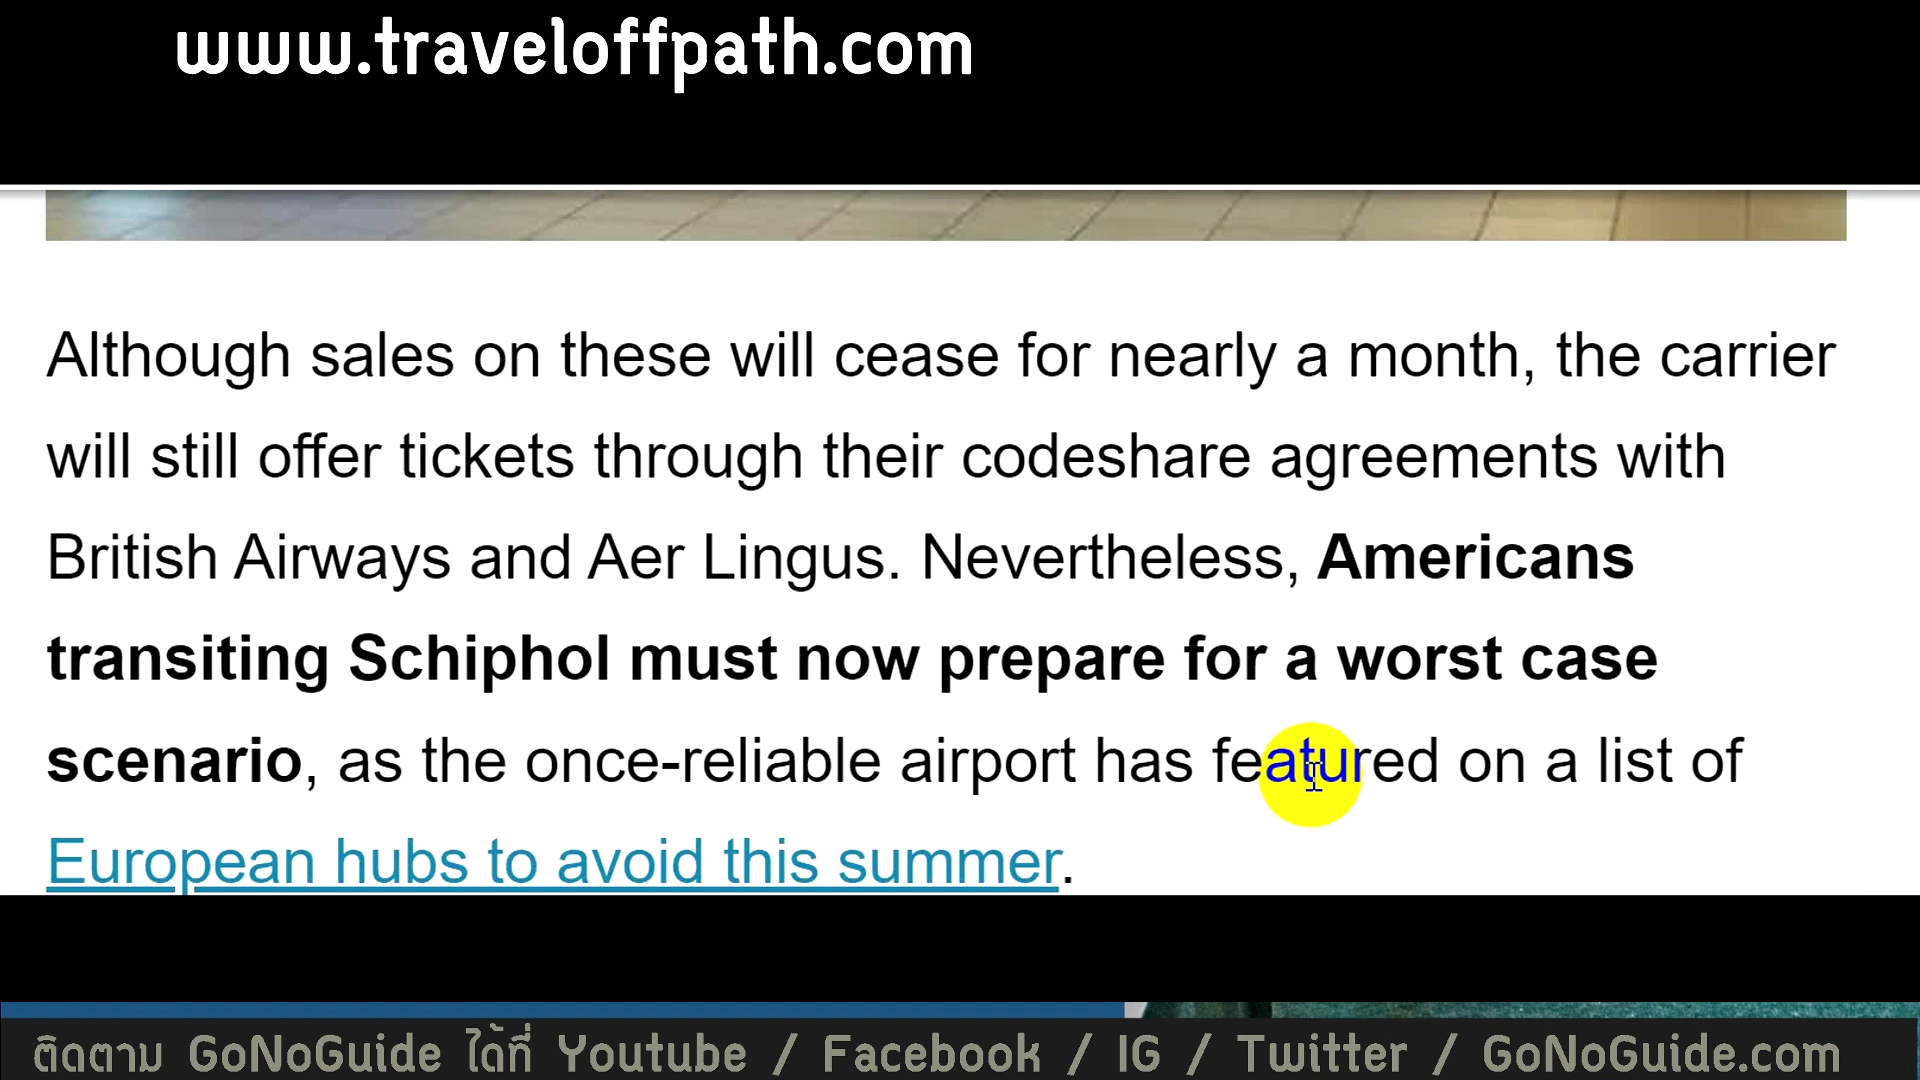 www.traveloffpath.com
Although sales on these will cease for nearly a month, the carrier
will still offer tickets through their codeshare agreements with
British Airways and Aer Lingus. Nevertheless, Americans
transiting Schiphol must now prepare for a worst case
scenario, as the once-reliable airport has featured on a list of
European hubs to avoid this summer.
ติดตาม GoNoGuide ได้ที่ Youtube / Facebook / IG / Twitter / GoNoGuide.com